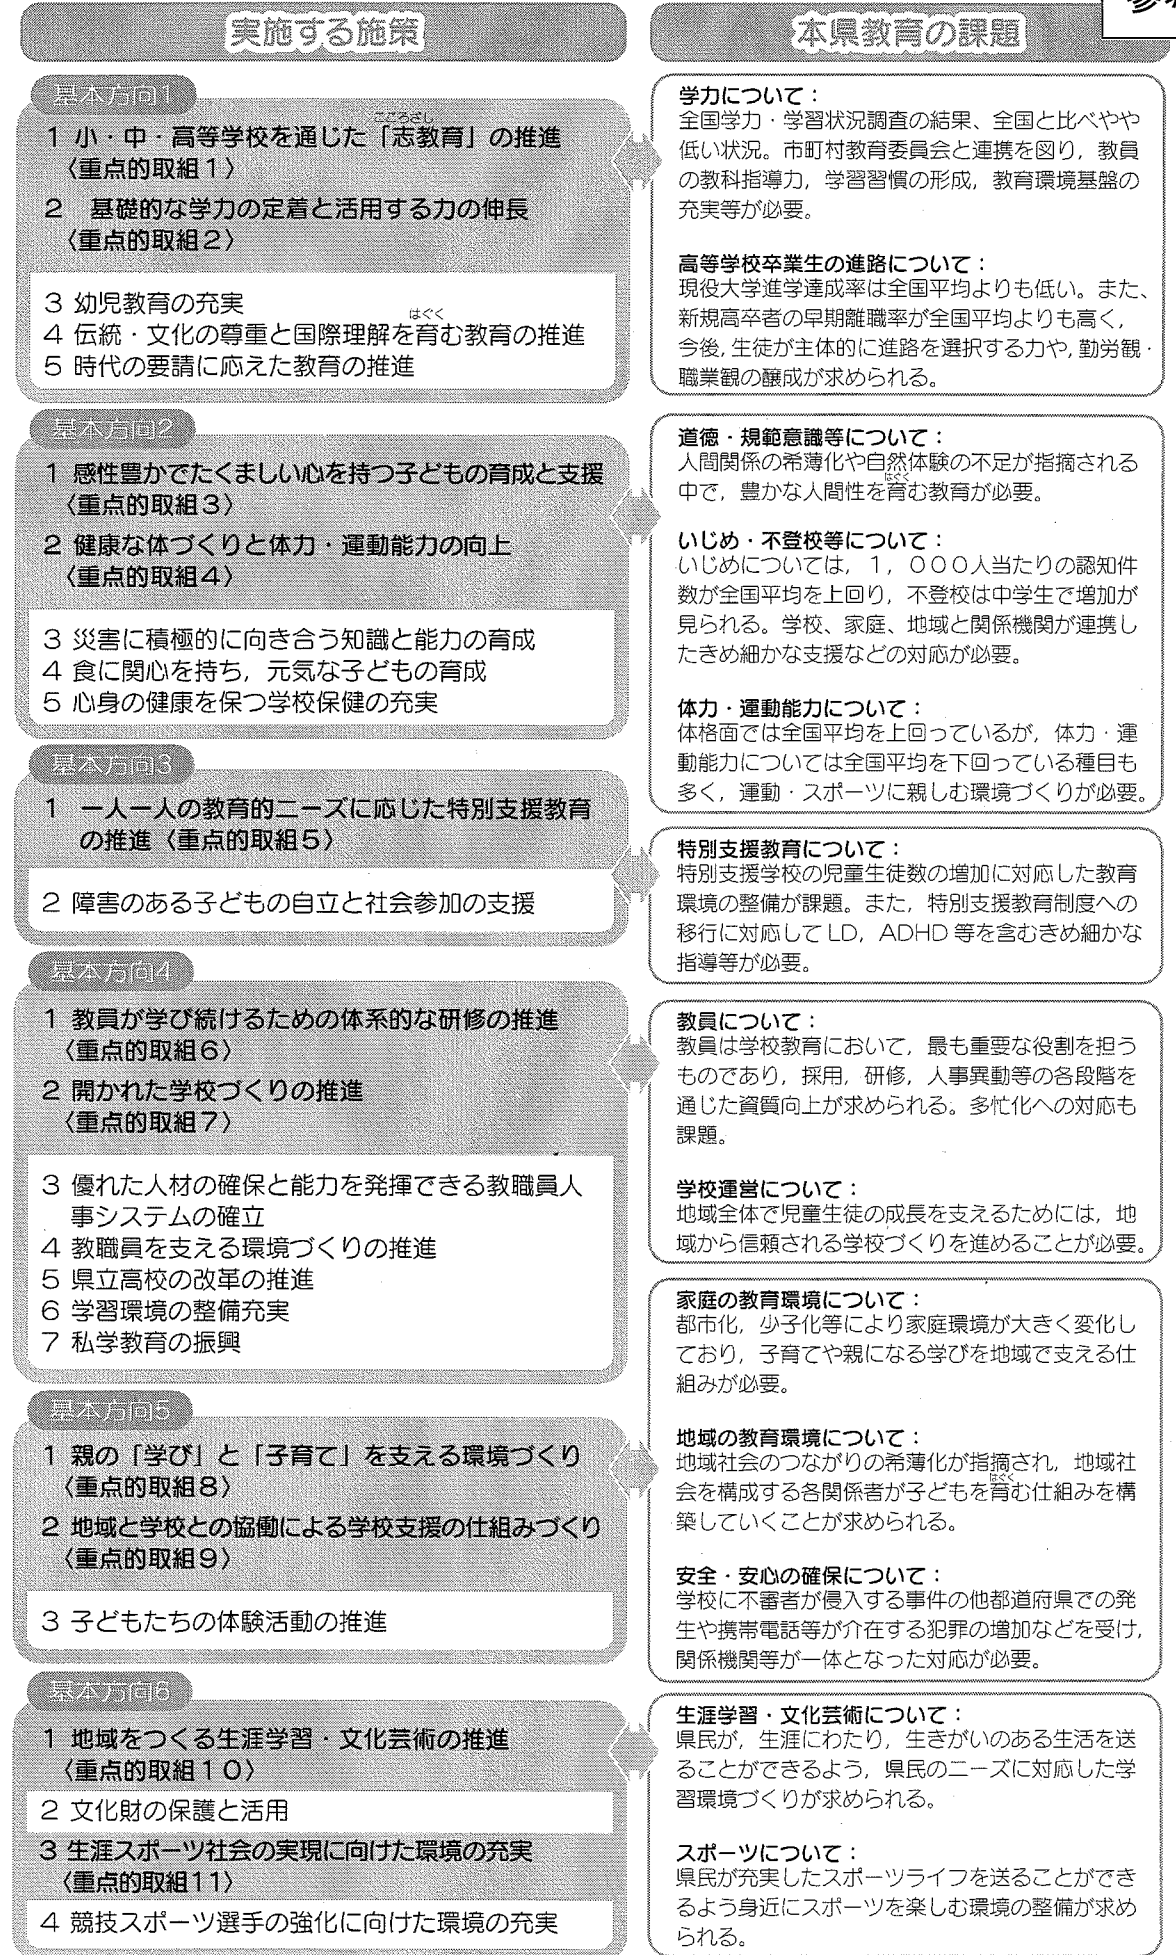 実施する施策
基本方向1
こころざし
1 小・中・高等学校を通じた「志教育」の推進
〈重点的取組1〉
2 基礎的な学力の定着と活用する力の伸長
〈重点的取組2〉
3 幼児教育の充実
はぐく
4 伝統・文化の尊重と国際理解を育む教育の推進
5 時代の要請に応えた教育の推進
基本方向2
1 感性豊かでたくましい心を持つ子どもの育成と支援
〈重点的取組3〉
2 健康な体づくりと体力・運動能力の向上
〈重点的取組4〉
3 災害に積極的に向き合う知識と能力の育成
4 食に関心を持ち，元気な子どもの育成
5 心身の健康を保つ学校保健の充実
基本方向3
1 一人一人の教育的ニーズに応じた特別支援教育
の推進〈重点的取組5〉
2 障害のある子どもの自立と社会参加の支援
基本方向4
1 教員が学び続けるための体系的な研修の推進
〈重点的取組6〉
2 開かれた学校づくりの推進
〈重点的取組7〉
3 優れた人材の確保と能力を発揮できる教職員人
事システムの確立
4 教職員を支える環境づくりの推進
5 県立高校の改革の推進
6 学習環境の整備充実
7 私学教育の振興
基本方向5
1 親の「学び」と「子育て」を支える環境づくり
〈重点的取組8〉
2 地域と学校との協働による学校支援の仕組みづくり
〈重点的取組9〉
3 子どもたちの体験活動の推進
基本方向6
1 地域をつくる生涯学習・文化芸術の推進
〈重点的取組10〉
2 文化財の保護と活用
3 生涯スポーツ社会の実現に向けた環境の充実
〈重点的取組11〉
4 競技スポーツ選手の強化に向けた環境の充実
本県教育の課題
学力について：
全国学力・学習状況調査の結果、全国と比べやや
低い状況。市町村教育委員会と連携を図り，教員
の教科指導力，学習習慣の形成，教育環境基盤の
充実等が必要。
高等学校卒業生の進路について：
現役大学進学達成率は全国平均よりも低い。また、
新規高卒者の早期離職率が全国平均よりも高く，
今後，生徒が主体的に進路を選択する力や，勤労観・
職業観の醸成が求められる。
道徳・規範意識等について：
人間関係の希薄化や自然体験の不足が指摘される
はぐく
中で，豊かな人間性を育む教育が必要。
いじめ・不登校等について：
いじめについては，1，000人当たりの認知件
数が全国平均を上回り，不登校は中学生で増加が
見られる。学校、家庭、地域と関係機関が連携し
たきめ細かな支援などの対応が必要。
体力・運動能力について：
体格面では全国平均を上回っているが，体力・運
動能力については全国平均を下回っている種目も
多く，運動・スポーツに親しむ環境づくりが必要。
特別支援教育について：
特別支援学校の児童生徒数の増加に対応した教育
環境の整備が課題。また，特別支援教育制度への
移行に対応して LD，ADHD 等を含むきめ細かな
指導等が必要。
教員について：
教員は学校教育において，最も重要な役割を担う
ものであり，採用，研修，人事異動等の各段階を
通じた資質向上が求められる。多忙化への対応も
課題。
学校運営について：
地域全体で児童生徒の成長を支えるためには，地
域から信頼される学校づくりを進めることが必要。
家庭の教育環境について：
都市化，少子化等により家庭環境が大きく変化し
ており，子育てや親になる学びを地域で支える仕
組みが必要。
地域の教育環境について：
地域社会のつながりの希薄化が指摘され，地域社
はぐく
会を構成する各関係者が子どもを育む仕組みを構
築していくことが求められる。
安全・安心の確保について：
学校に不審者が侵入する事件の他都道府県での発
生や携帯電話等が介在する犯罪の増加などを受け，
関係機関等が一体となった対応が必要。
生涯学習・文化芸術について：
県民が，生涯にわたり，生きがいのある生活を送
ることができるよう，県民のニーズに対応した学
習環境づくりが求められる。
スポーツについて：
県民が充実したスポーツライフを送ることができ
るよう身近にスポーツを楽しむ環境の整備が求め
られる。